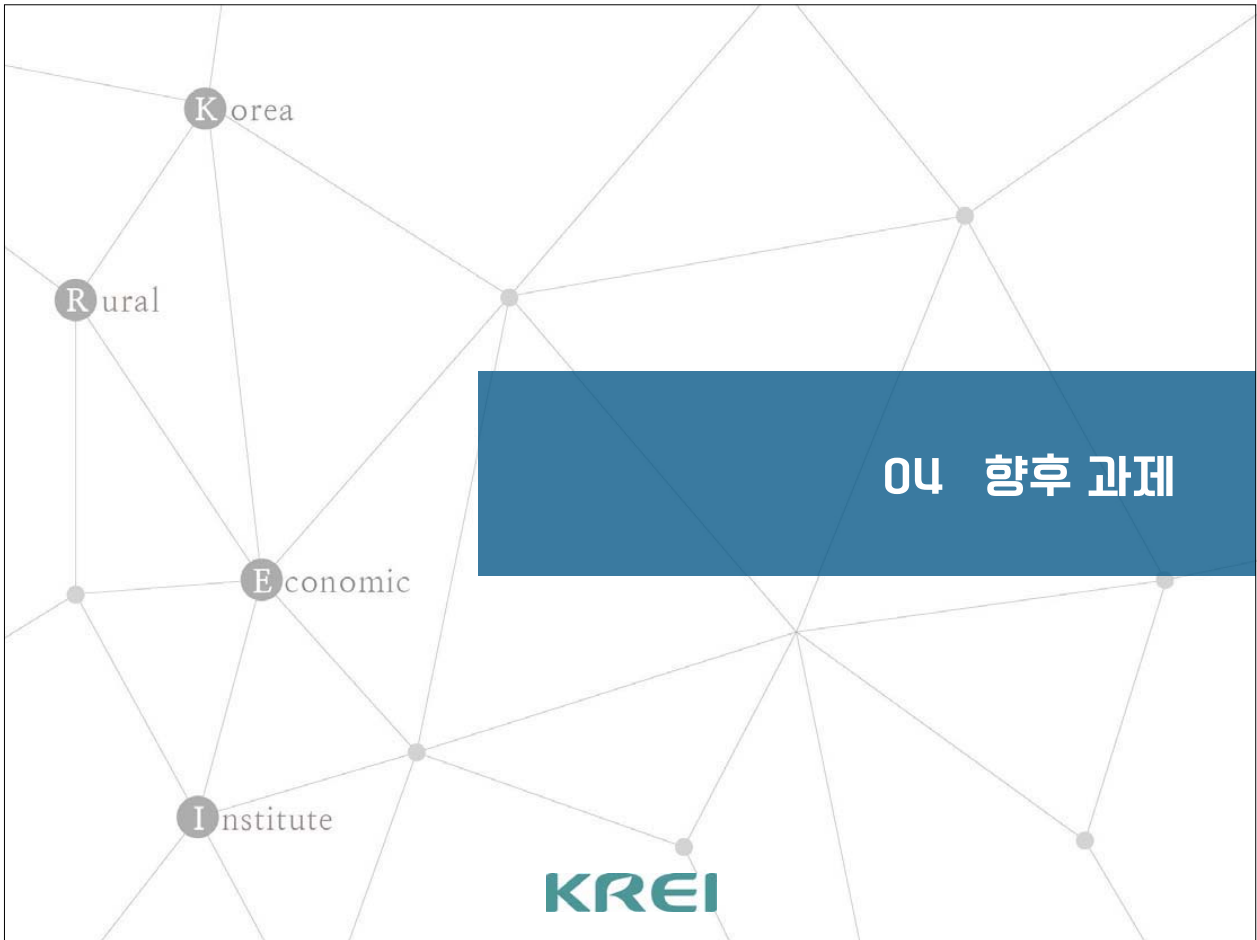 Korea
Rural
04 향후 과제
Economic
Institute
KREI